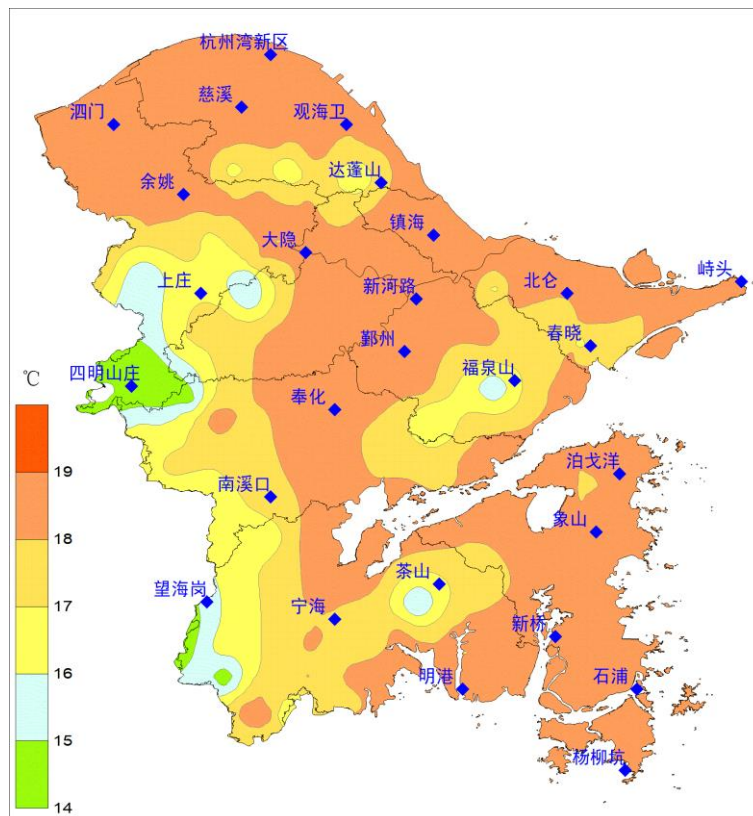 杭州湾新区
慈溪
泗门
观海卫
达蓬山
余姚
镇海
大隐
上庄
新河路
北仑
峙头
鄞州
春晓
℃
四明山庄
福泉山
奉化
19
泊戈洋
南溪口
18
象山
茶山
17
望海岗
宁海
新桥
16
明港
石浦
15
杨柳坑
14